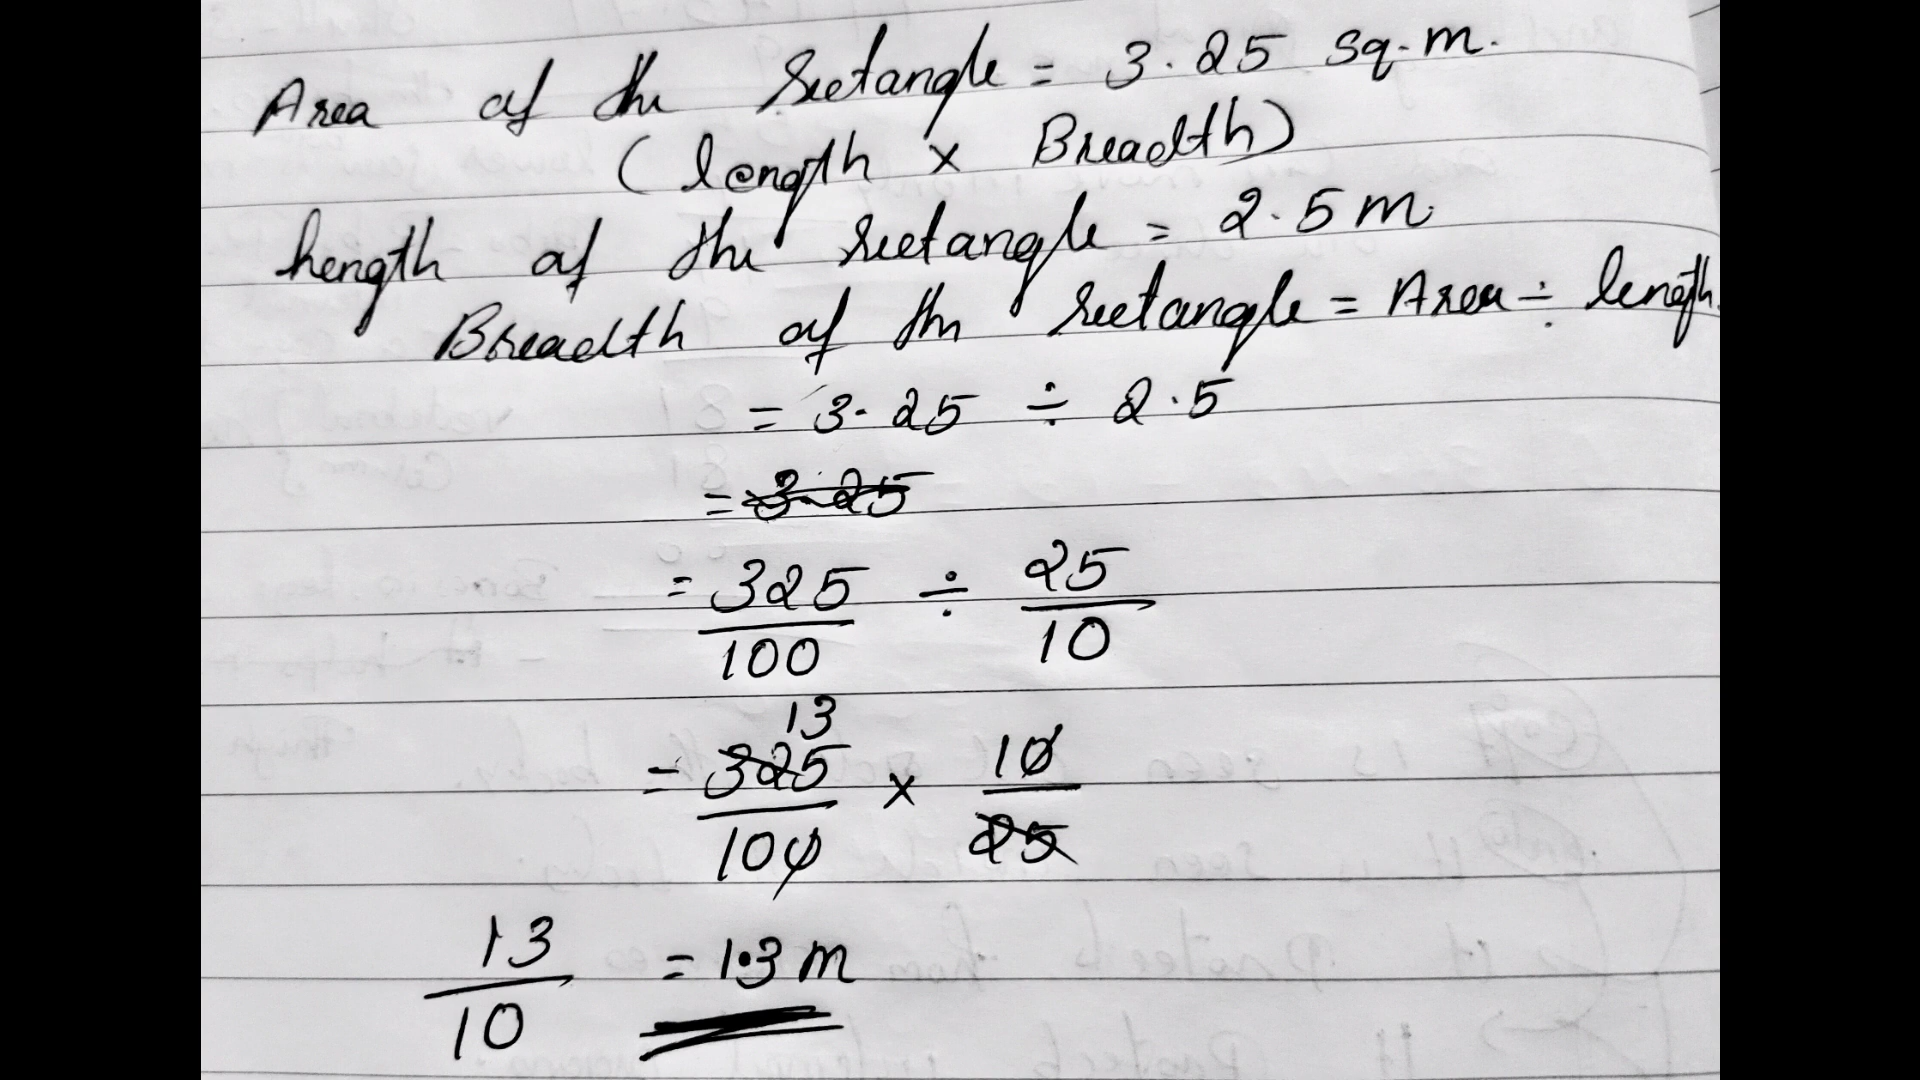 Area of the rectangle = 3.25 sq.m.
(length × Breadth)
Length of the rectangle = 2.5 m
Breadth of the rectangle = Area ÷ length
= 3.25 ÷ 2.5
= 3.25
= 325/100 ÷ 25/10
13
= 325/100 × 10/25
13/10 = 1.3 m